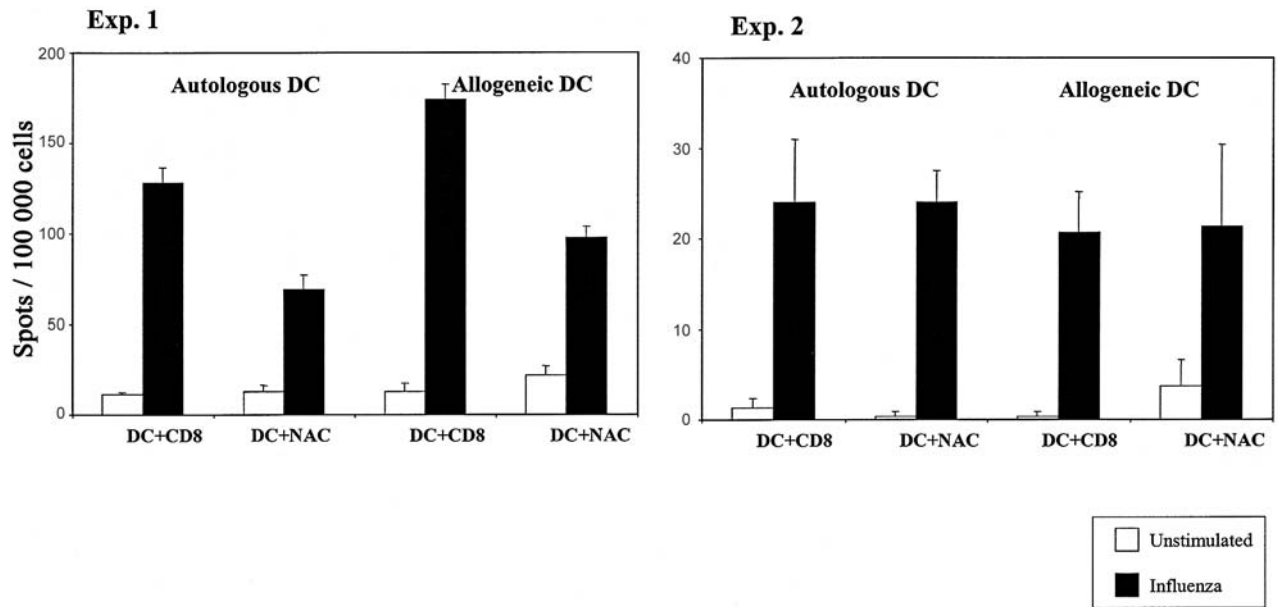 Exp. 1
Spots / 100 000 cells
200
150
100
50
0
Autologous DC
Allogeneic DC
DC+CD8
DC+NAC
DC+CD8
DC+NAC
Exp. 2
40
30
20
10
0
Autologous DC
Allogeneic DC
DC+CD8
DC+NAC
DC+CD8
DC+NAC
Unstimulated
Influenza